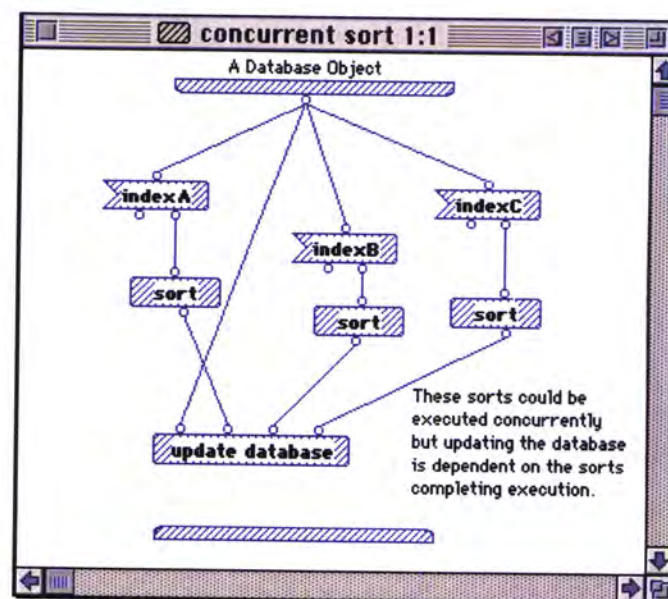 concurrent sort 1:1
A Database Object
indexA
indexC
indexB
sort
sort
sort
These sorts could be
executed concurrently
but updating the database
is dependent on the sorts
completing execution.
update database